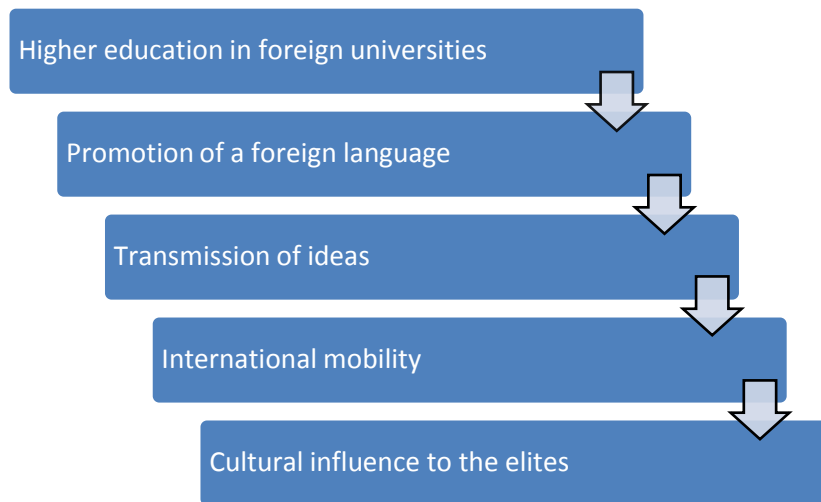 Higher education in foreign universities
Promotion of a foreign language
Transmission of ideas
International mobility
Cultural influence to the elites